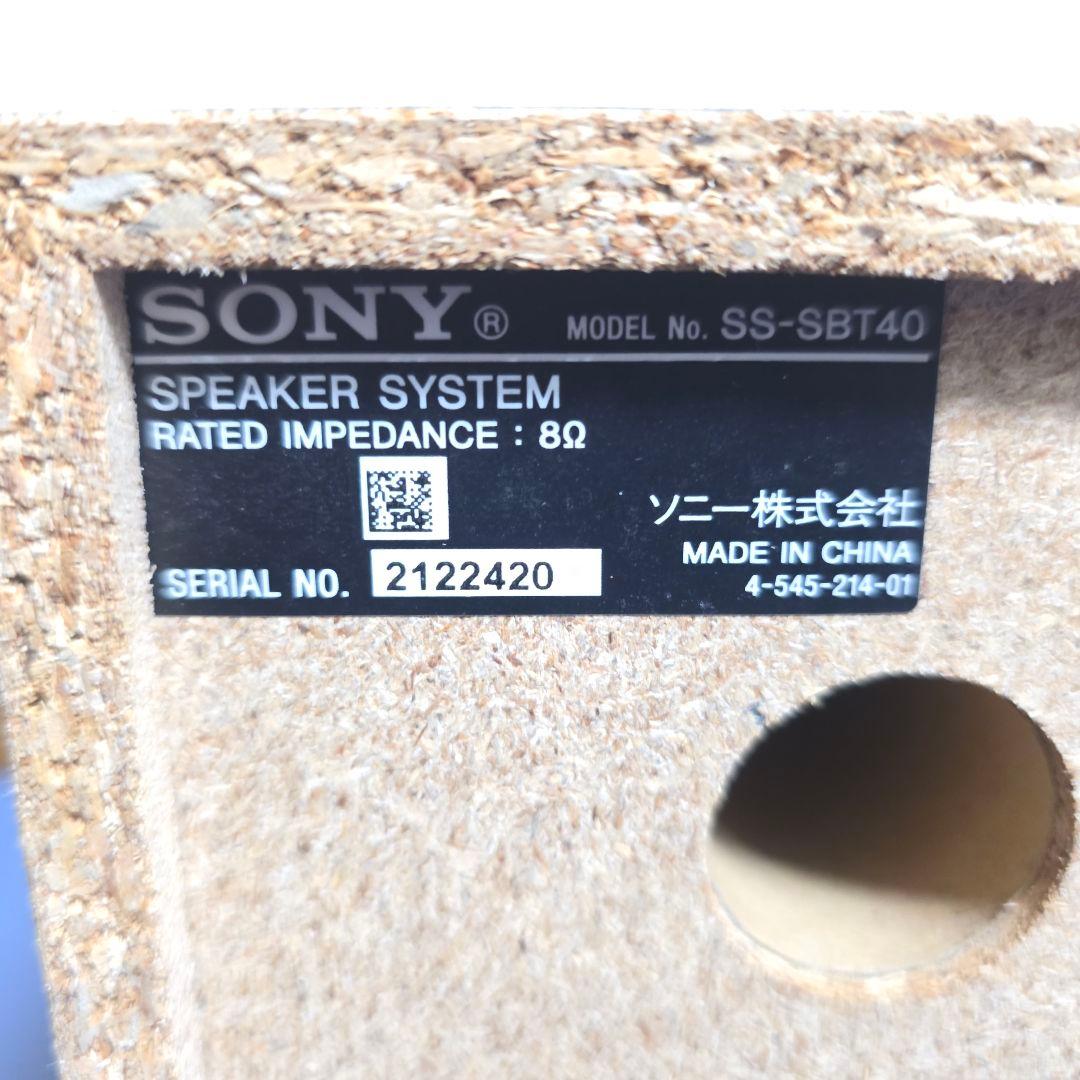 SONY® MODEL No. SS-SBT40
SPEAKER SYSTEM
RATED IMPEDANCE : 8Ω
ソニー株式会社
MADE IN CHINA
SERIAL NO. 2122420
4-545-214-01